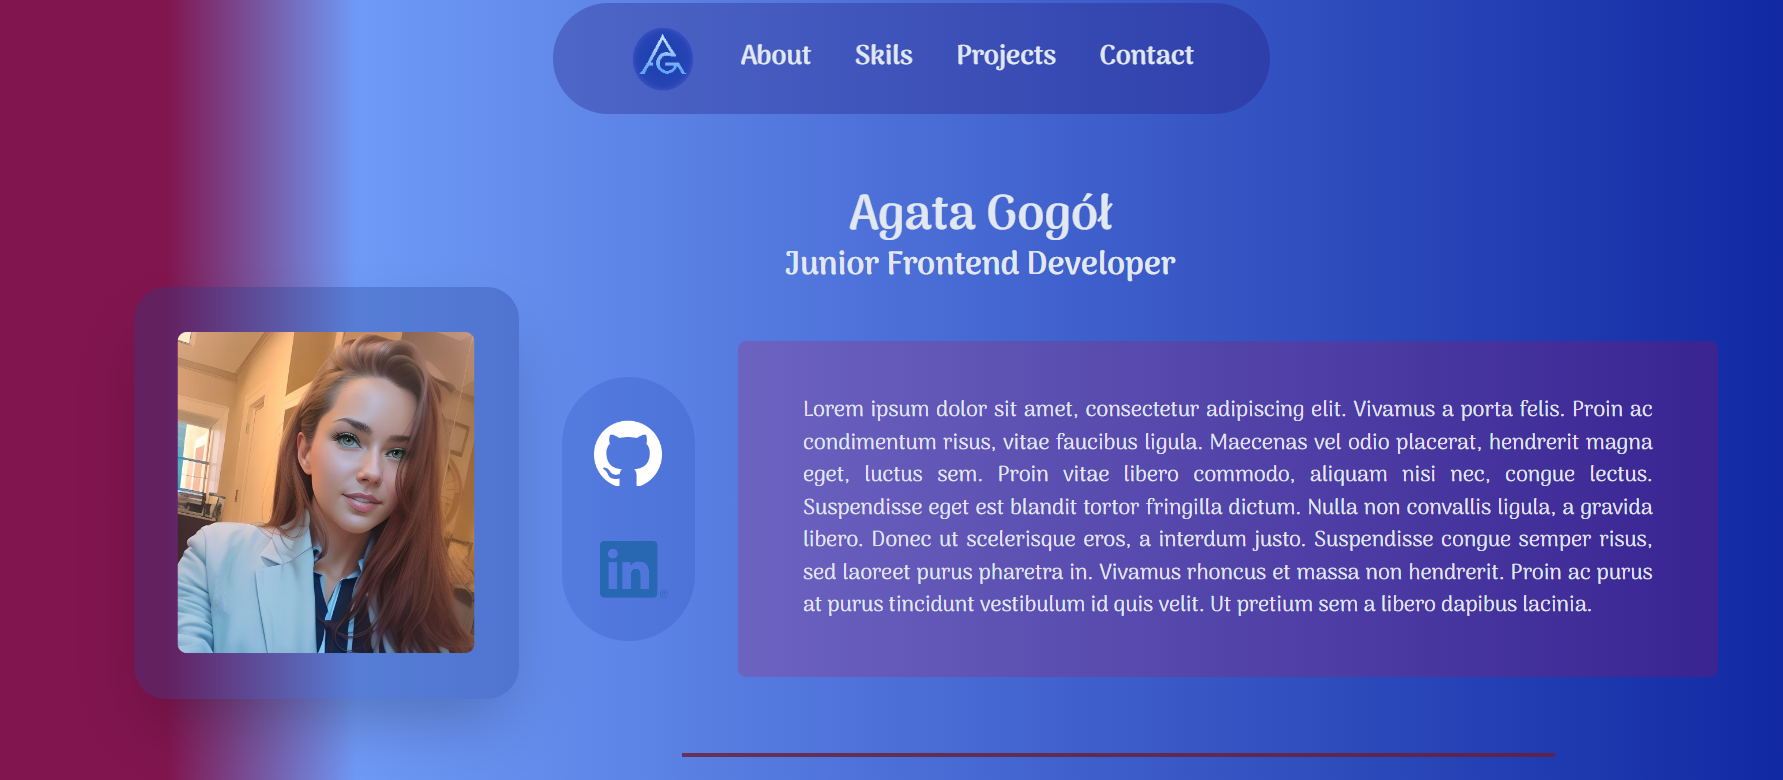 AG
About Skils Projects Contact
Agata Gogół
Junior Frontend Developer
Lorem ipsum dolor sit amet, consectetur adipiscing elit. Vivamus a porta felis. Proin ac
condimentum risus, vitae faucibus ligula. Maecenas vel odio placerat, hendrerit magna
eget, luctus sem. Proin vitae libero commodo, aliquam nisi nec, congue lectus.
Suspendisse eget est blandit tortor fringilla dictum. Nulla non convallis ligula, a gravida
libero. Donec ut scelerisque eros, a interdum justo. Suspendisse congue semper risus,
sed laoreet purus pharetra in. Vivamus rhoncus et massa non hendrerit. Proin ac purus
at purus tincidunt vestibulum id quis velit. Ut pretium sem a libero dapibus lacinia.
in